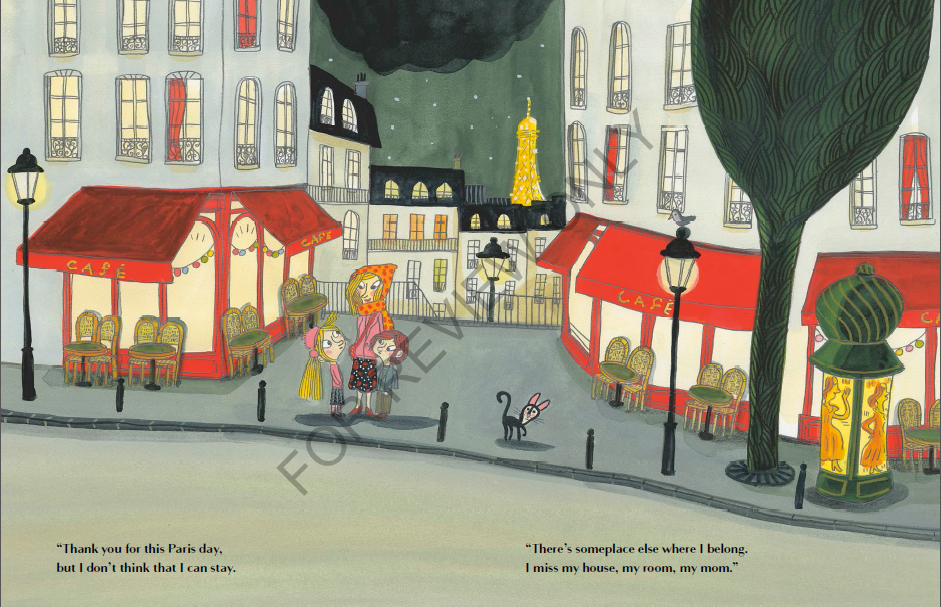 CAFÉ
CAFÉ
CAFÉ
CA
FOR REVIEW ONLY
“Thank you for this Paris day,
but I don’t think that I can stay.
“There’s someplace else where I belong.
I miss my house, my room, my mom.”